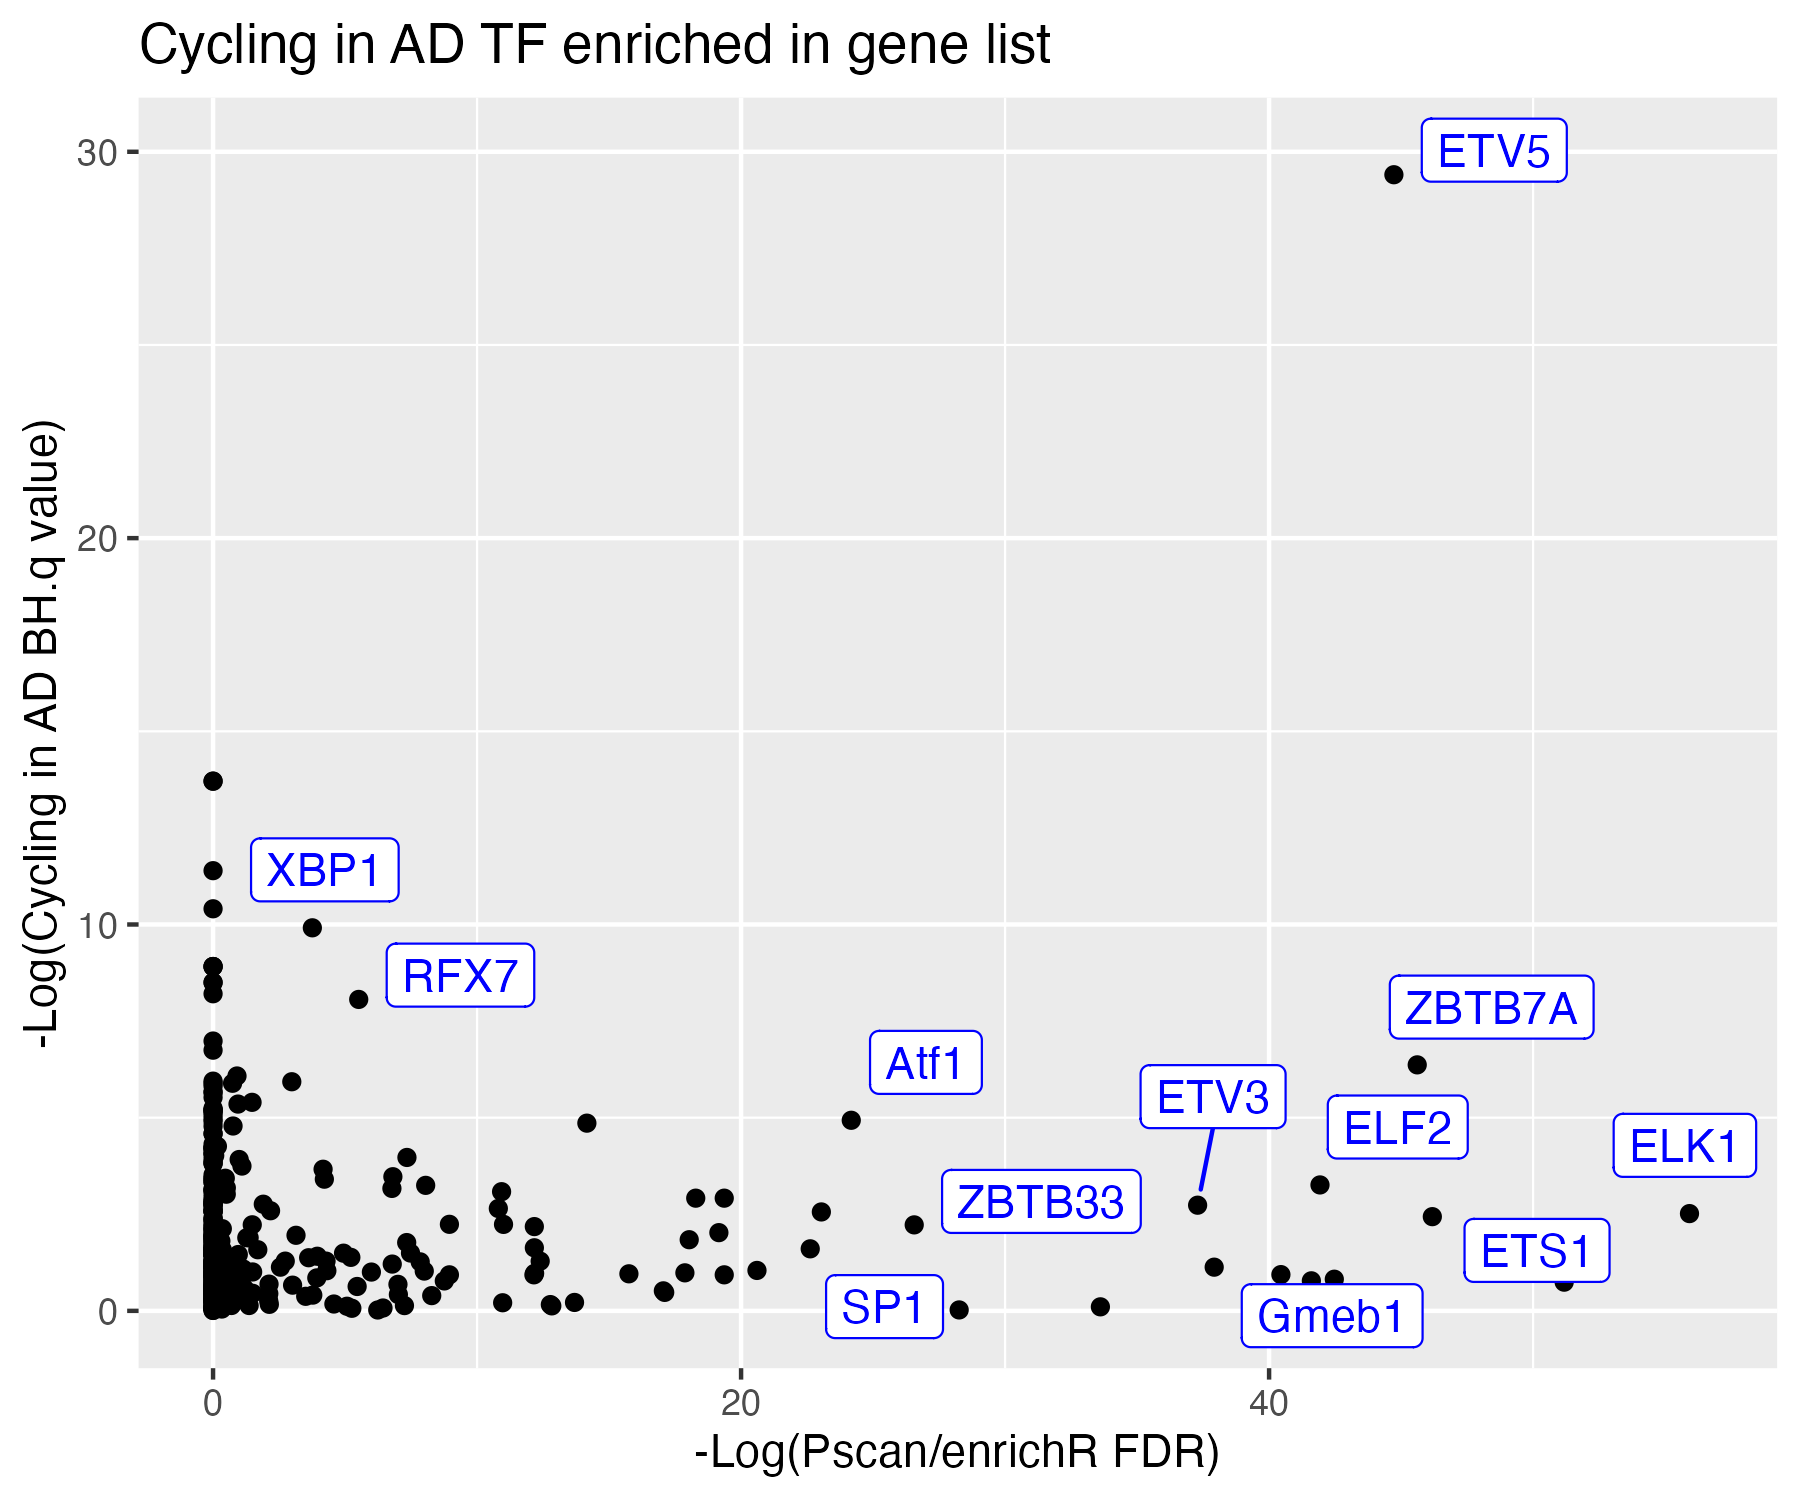 Cycling in AD TF enriched in gene list
-Log(Cycling in AD BH.q value)
30
20
10
0
ETV5
XBP1
RFX7
ZBTB7A
Atf1
ETV3
ELF2
ELK1
ZBTB33
ETS1
SP1
Gmeb1
0
20
40
-Log(Pscan/enrichR FDR)